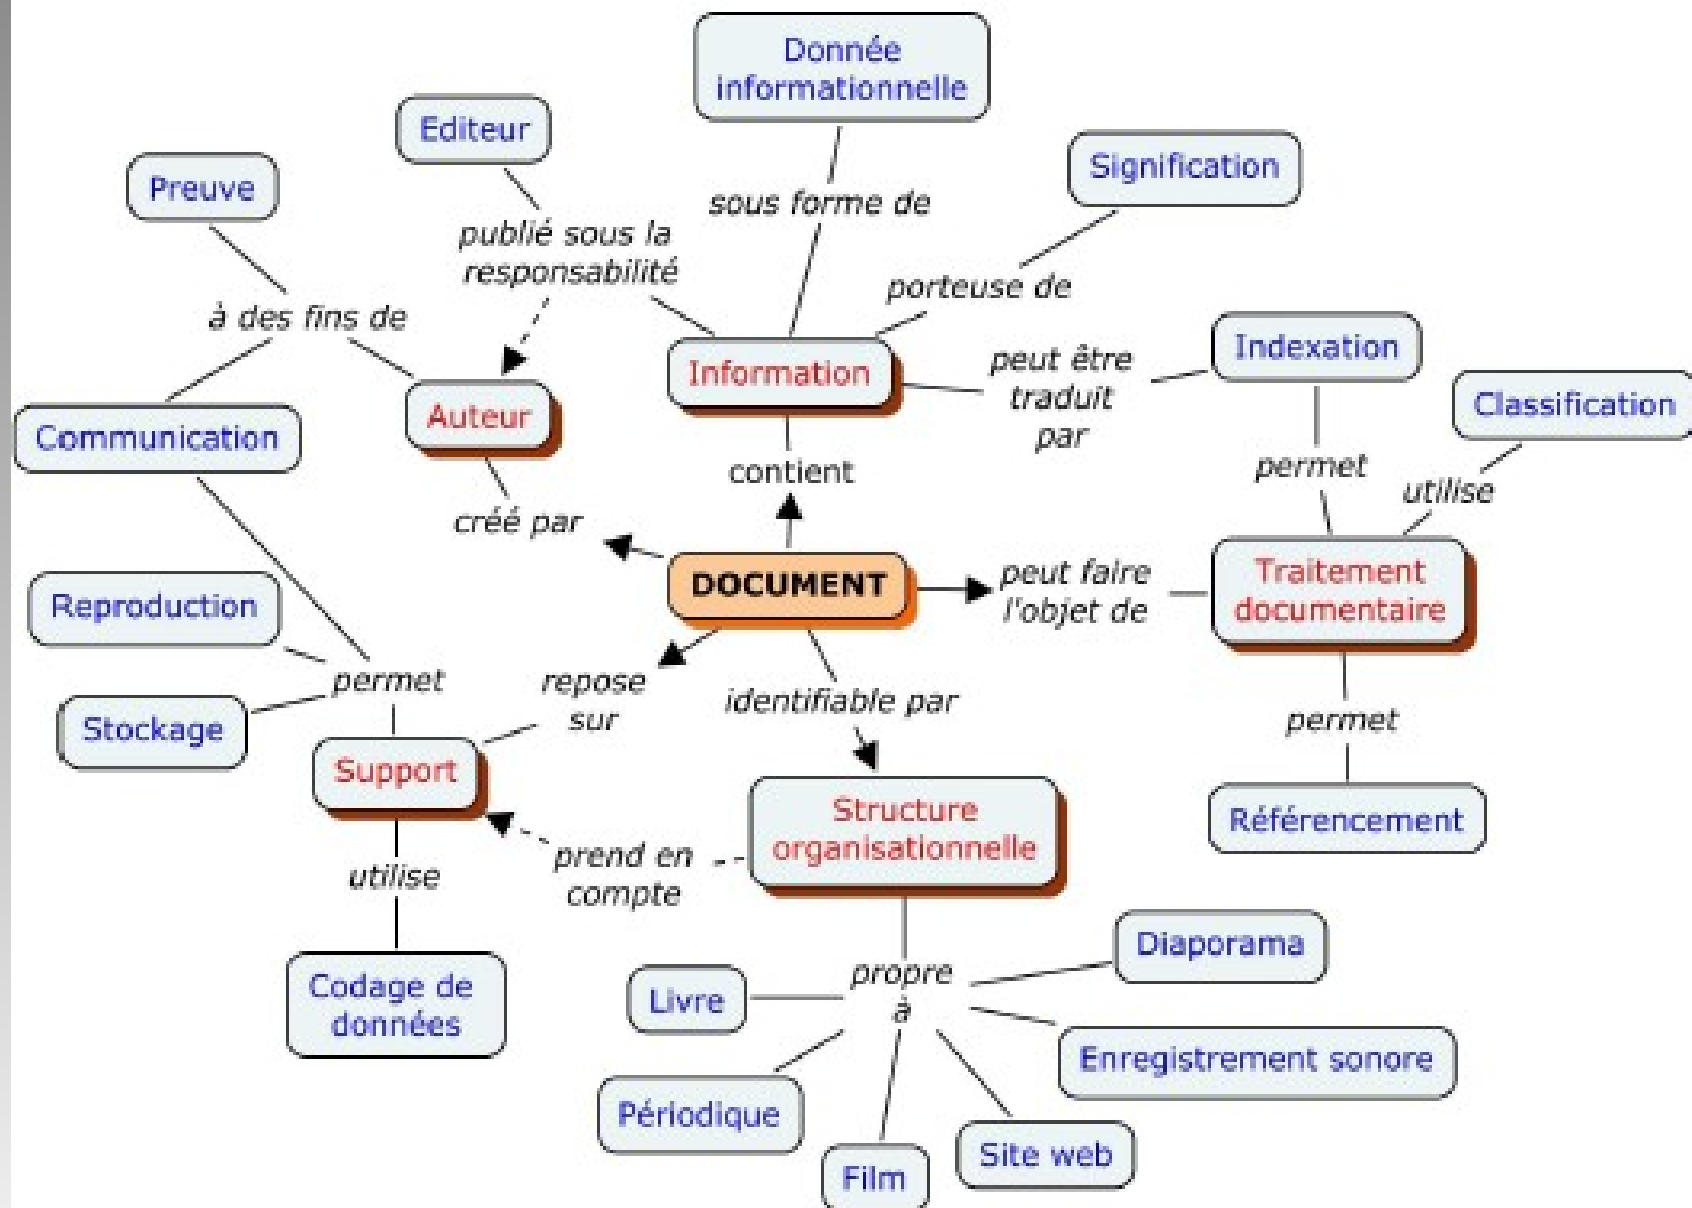 Donnée
informationnelle
Editeur
Signification
Preuve
sous forme de
publié sous la
responsabilité
porteuse de
à des fins de
Indexation
peut être
traduit
par
Information
Classification
Auteur
Communication
contient
permet
utilise
créé par
DOCUMENT
peut faire
l'objet de
Traitement
documentaire
Reproduction
permet
repose
sur
identifiable par
Stockage
permet
Support
Structure
organisationnelle
Référencement
prend en
compte
utilise
Diaporama
propre
à
Livre
Codage de
données
Enregistrement sonore
Périodique
Site web
Film